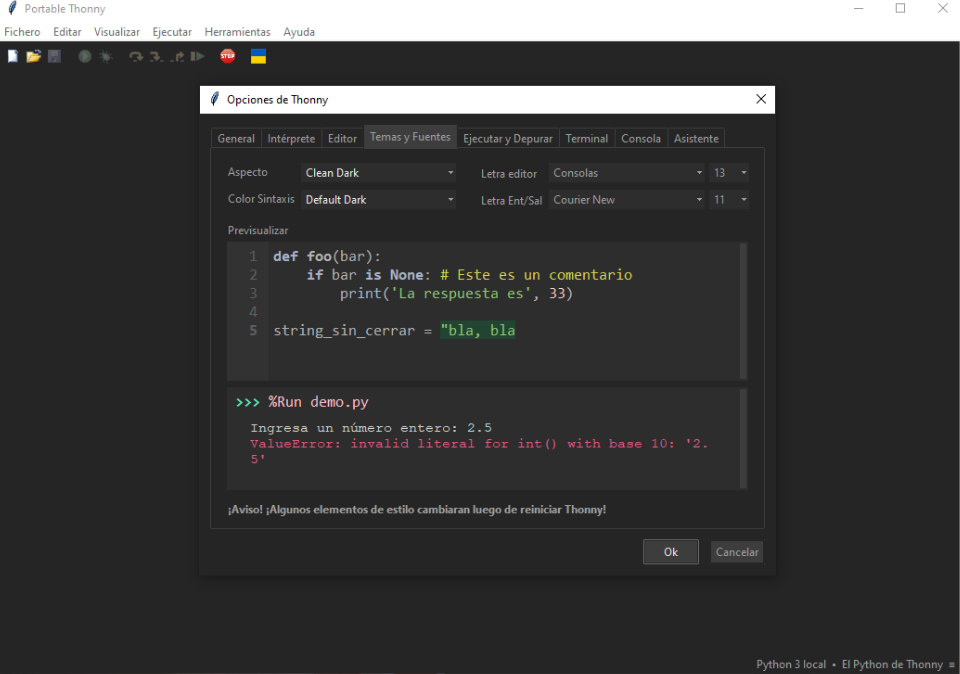 Portable Thonny
Fichero Editar Visualizar Ejecutar Herramientas Ayuda
STOP
Opciones de Thonny
General Intérprete Editor Temas y Fuentes Ejecutar y Depurar Terminal Consola Asistente
Aspecto Clean Dark Letra editor Consolas 13
Color Sintaxis Default Dark Letra Ent/Sal Courier New 11
Previsualizar
1 def foo(bar):
2     if bar is None: # Este es un comentario
3         print('La respuesta es', 33)
4
5 string_sin_cerrar = "bla, bla
>>> %Run demo.py
Ingresa un número entero: 2.5
ValueError: invalid literal for int() with base 10: '2.
5'
¡Aviso! ¡Algunos elementos de estilo cambiaran luego de reiniciar Thonny!
Ok Cancelar
Python 3 local • El Python de Thonny ≡